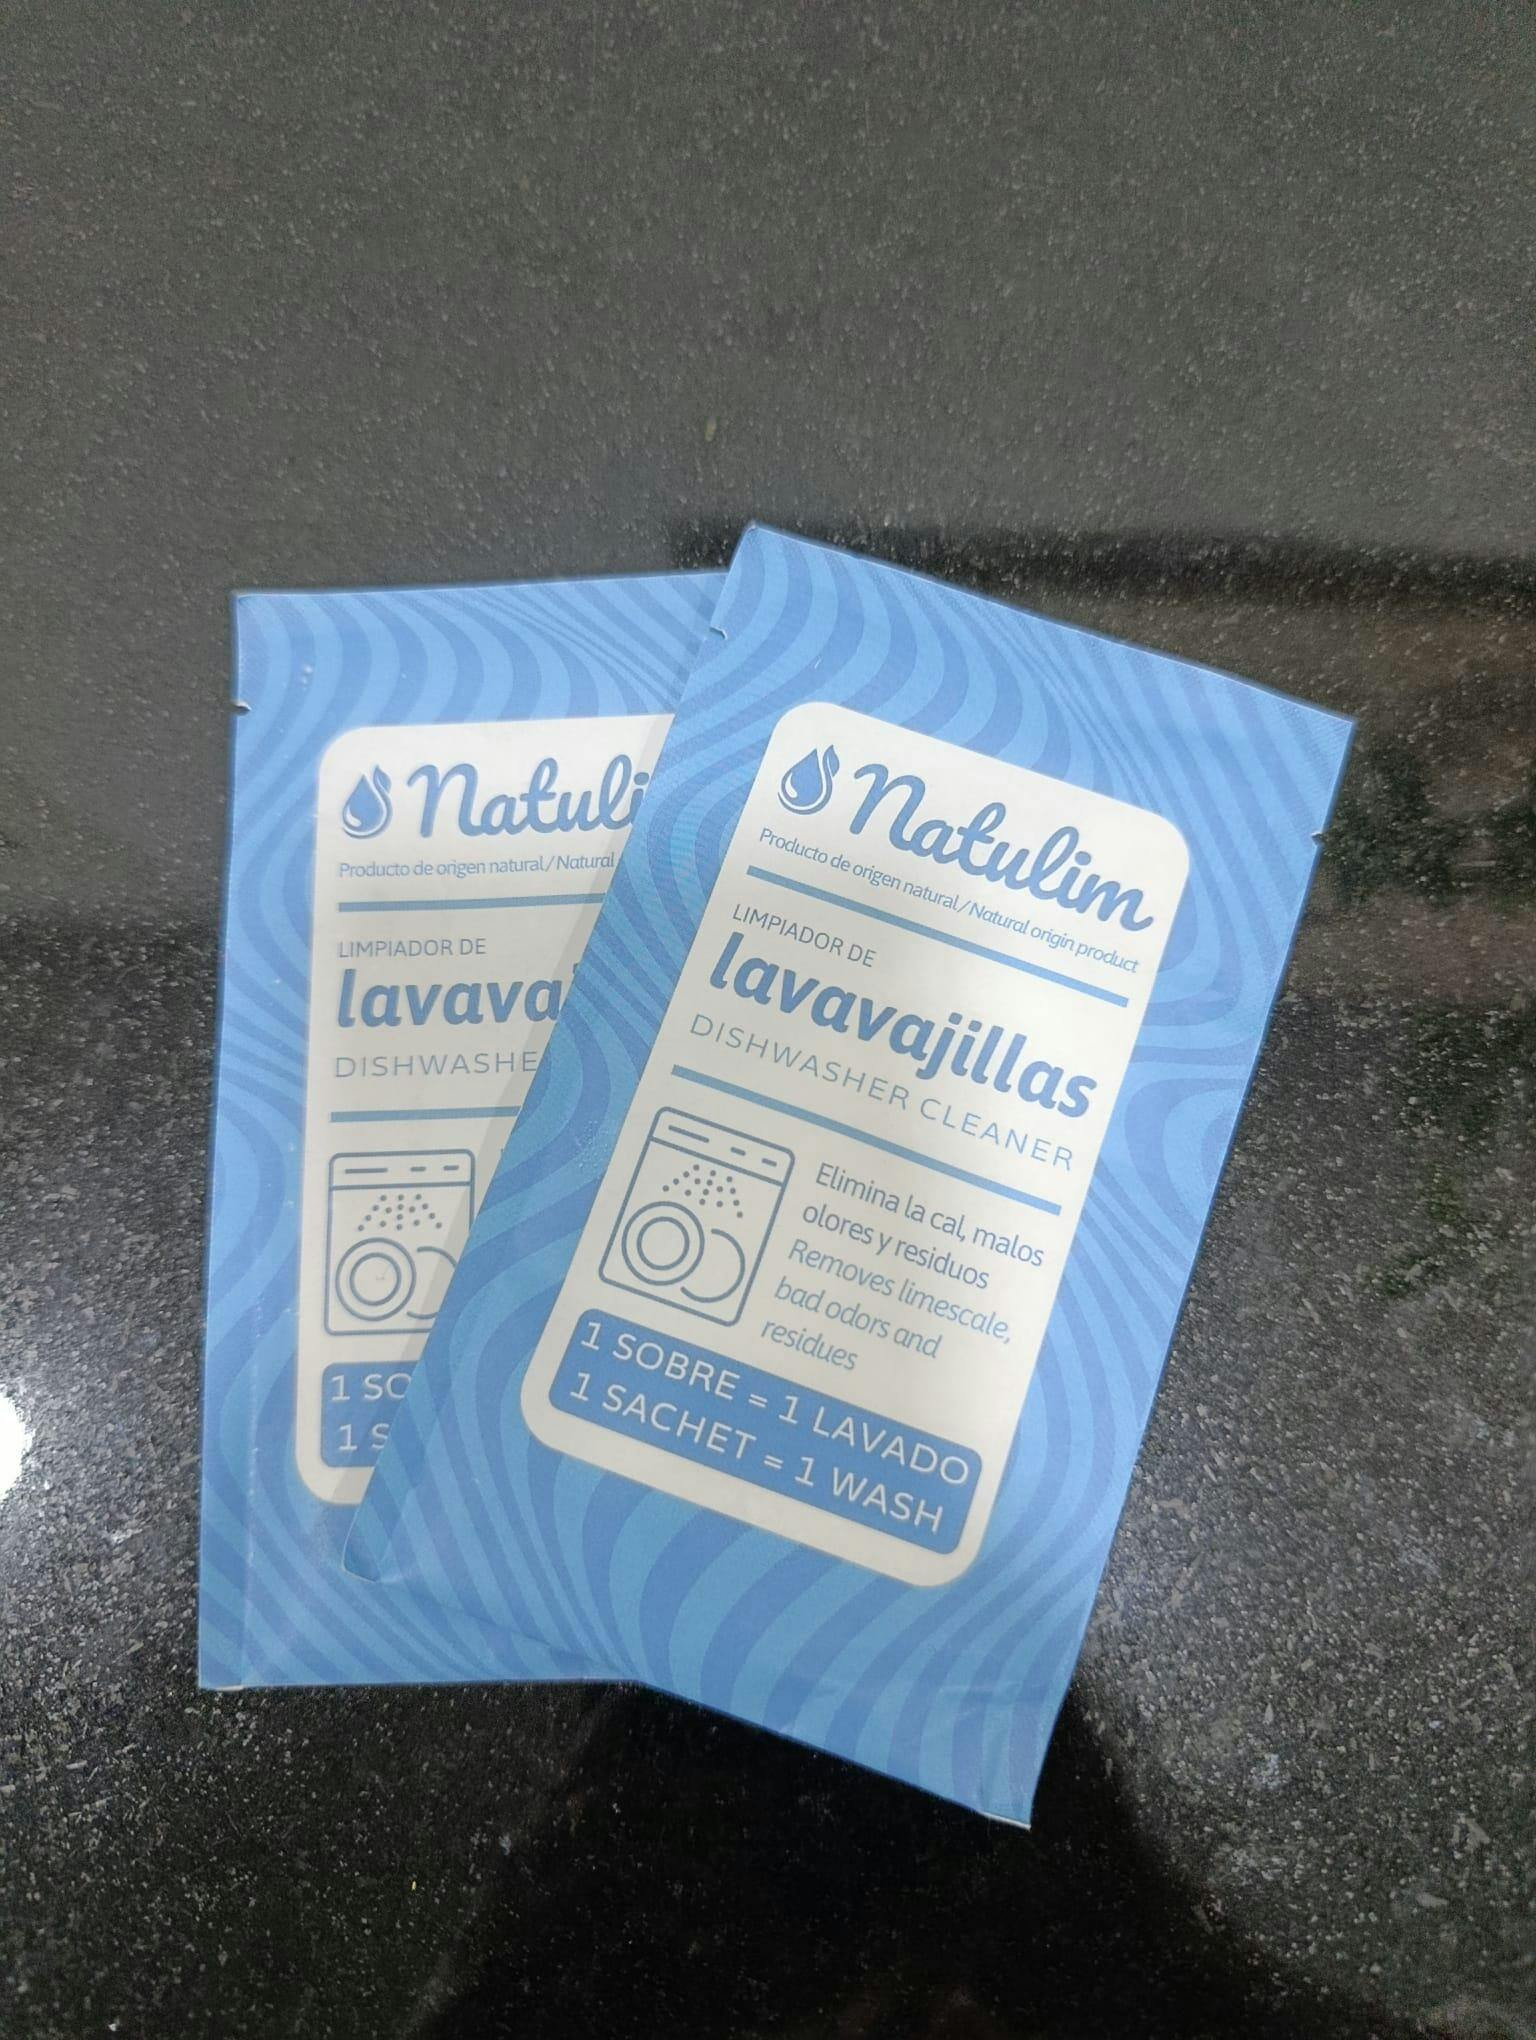 Natuli
Producto de origen natural/Natural
LIMPIADOR DE
lavava
DISHWASHE
1 SO
1 S
Natulim
Producto de origen natural/Natural origin product
LIMPIADOR DE
lavavajillas
DISHWASHER CLEANER
Elimina la cal, malos
olores y residuos
Removes limescale,
bad odors and
residues
1 SOBRE = 1 LAVADO
1 SACHET = 1 WASH